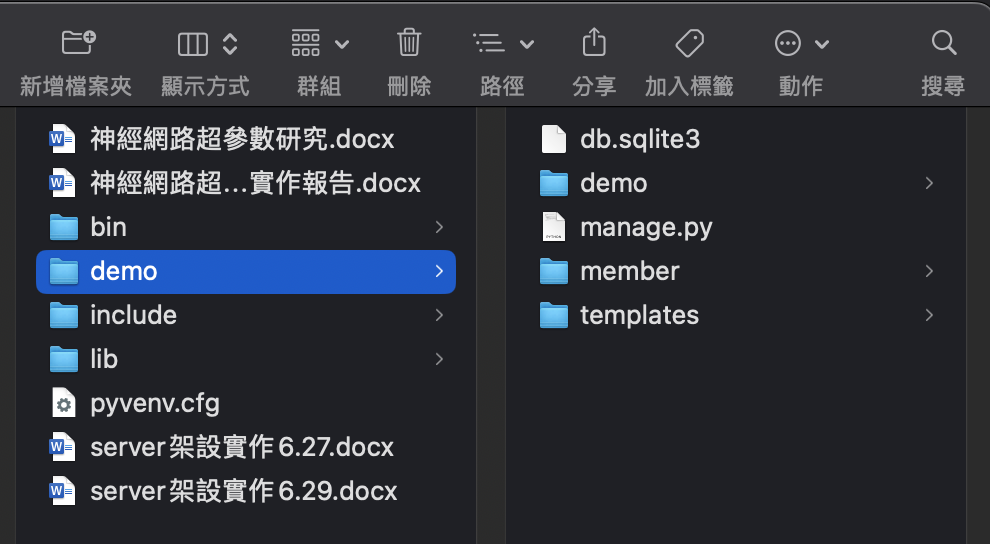 新增檔案夾
顯示方式
群組
刪除
路徑
分享
加入標籤
動作
搜尋
神經網路超參數研究.docx
神經網路超...實作報告.docx
bin
demo
include
lib
pyvenv.cfg
server架設實作6.27.docx
server架設實作6.29.docx
db.sqlite3
demo
manage.py
member
templates